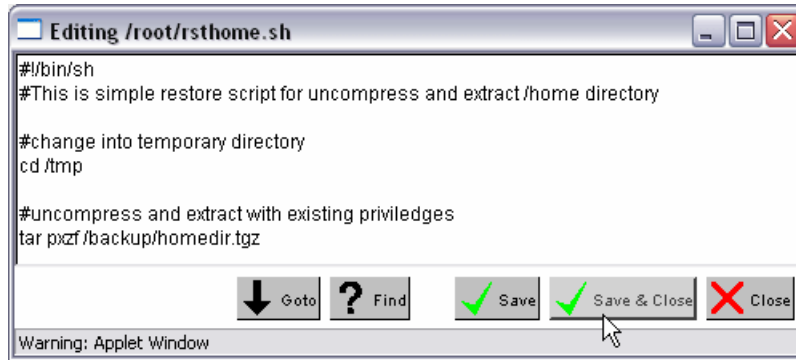 Editing /root/rsthome.sh
#!/bin/sh
#This is simple restore script for uncompress and extract /home directory
#change into temporary directory
cd /tmp
#uncompress and extract with existing priviledges
tar pxzf /backup/homedir.tgz
Goto ? Find Save Save & Close Close
Warning: Applet Window